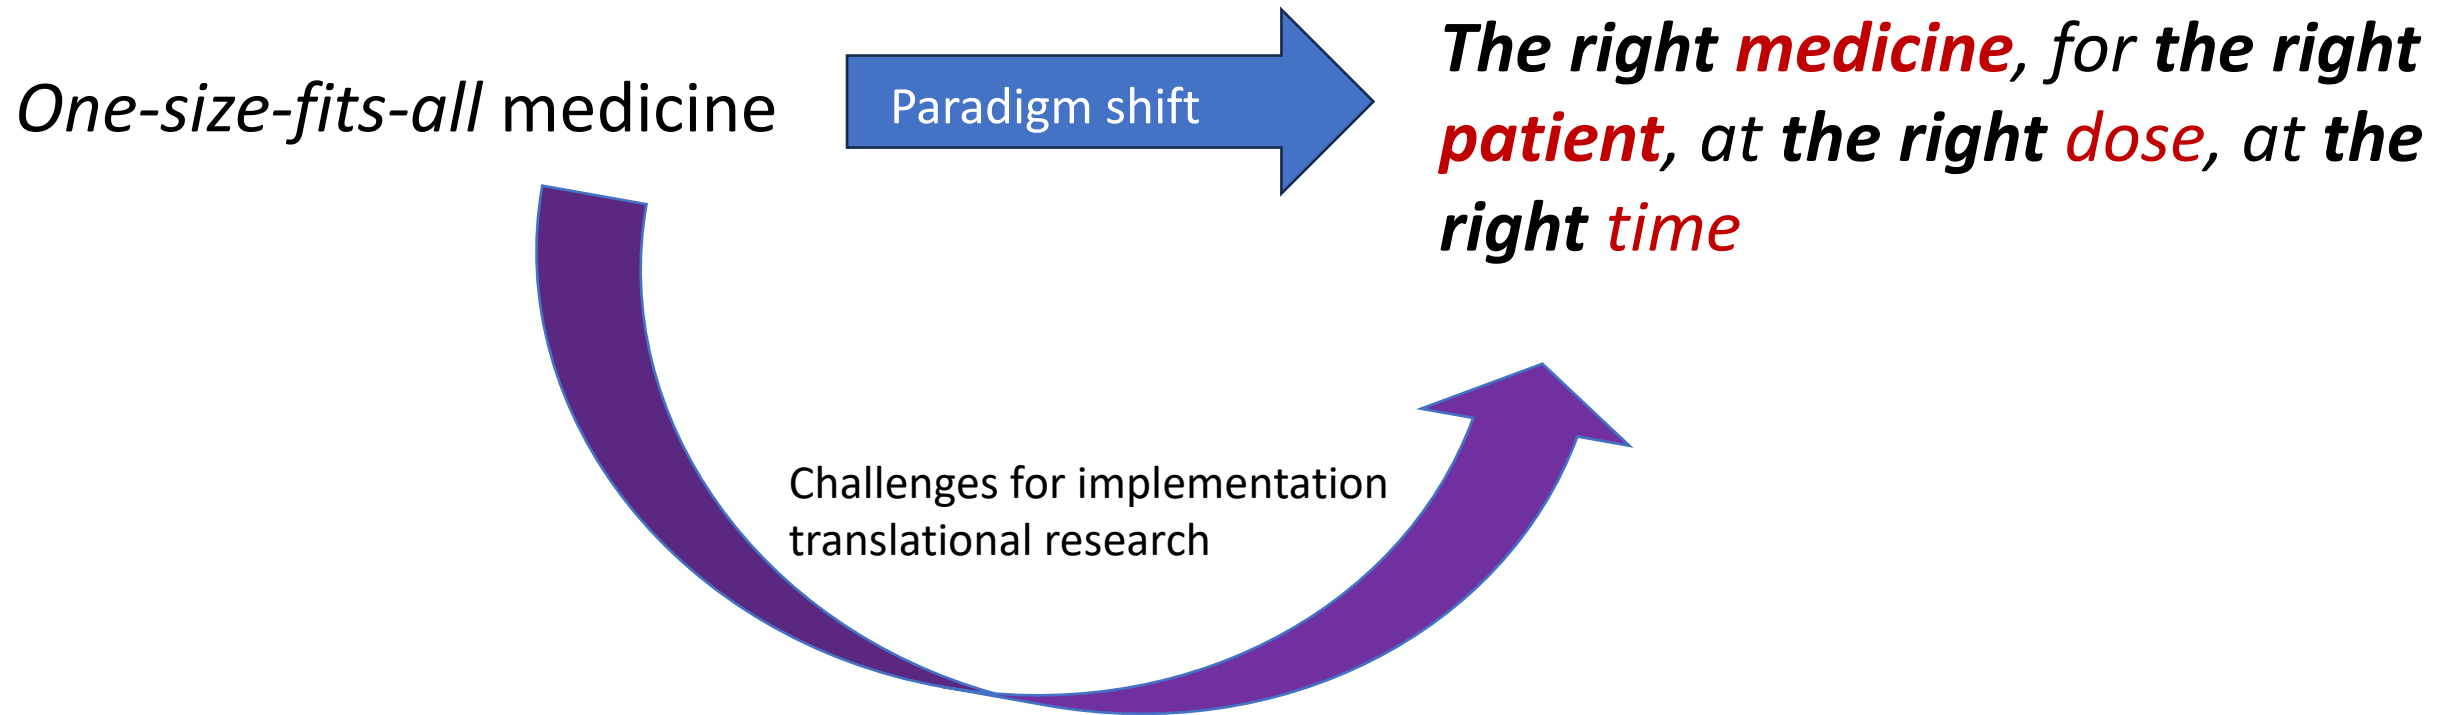 One-size-fits-all medicine
Paradigm shift
The right medicine, for the right
patient, at the right dose, at the
right time
Challenges for implementation
translational research